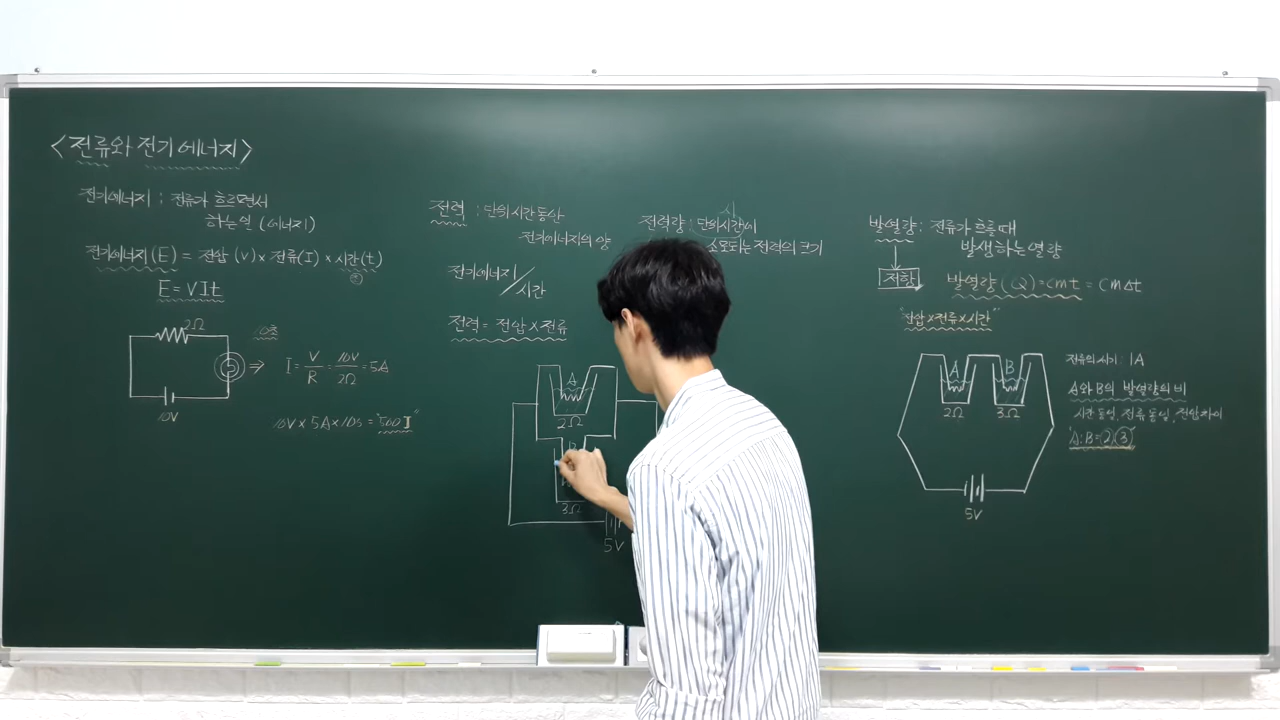 <전류와 전기에너지>
전기에너지 : 전류가 흐르면서
하는 일 (에너지)
전기에너지(E) = 전압 (V) × 전류(I) × 시간(t)
E = VIt
2Ω
10초
10V
I = V/R = 10V/2Ω = 5A
10V × 5A × 10s = "500J"
전력 : 단위시간동안
전기에너지의 양
전기에너지/시간
전력 = 전압 × 전류
A
2Ω
3Ω
5V
전력량 : 단위시간이
소모되는 전력의 크기
발열량 : 전류가 흐를 때
발생하는 열량
저항
발열량 (Q) = cmt = cmΔt
"전압×전류×시간"
A
B
2Ω
3Ω
5V
전류의 세기 : 1A
A와 B의 발열량의 비
시간 동일, 전류 동일, 전압차이
A : B = 2 : 3